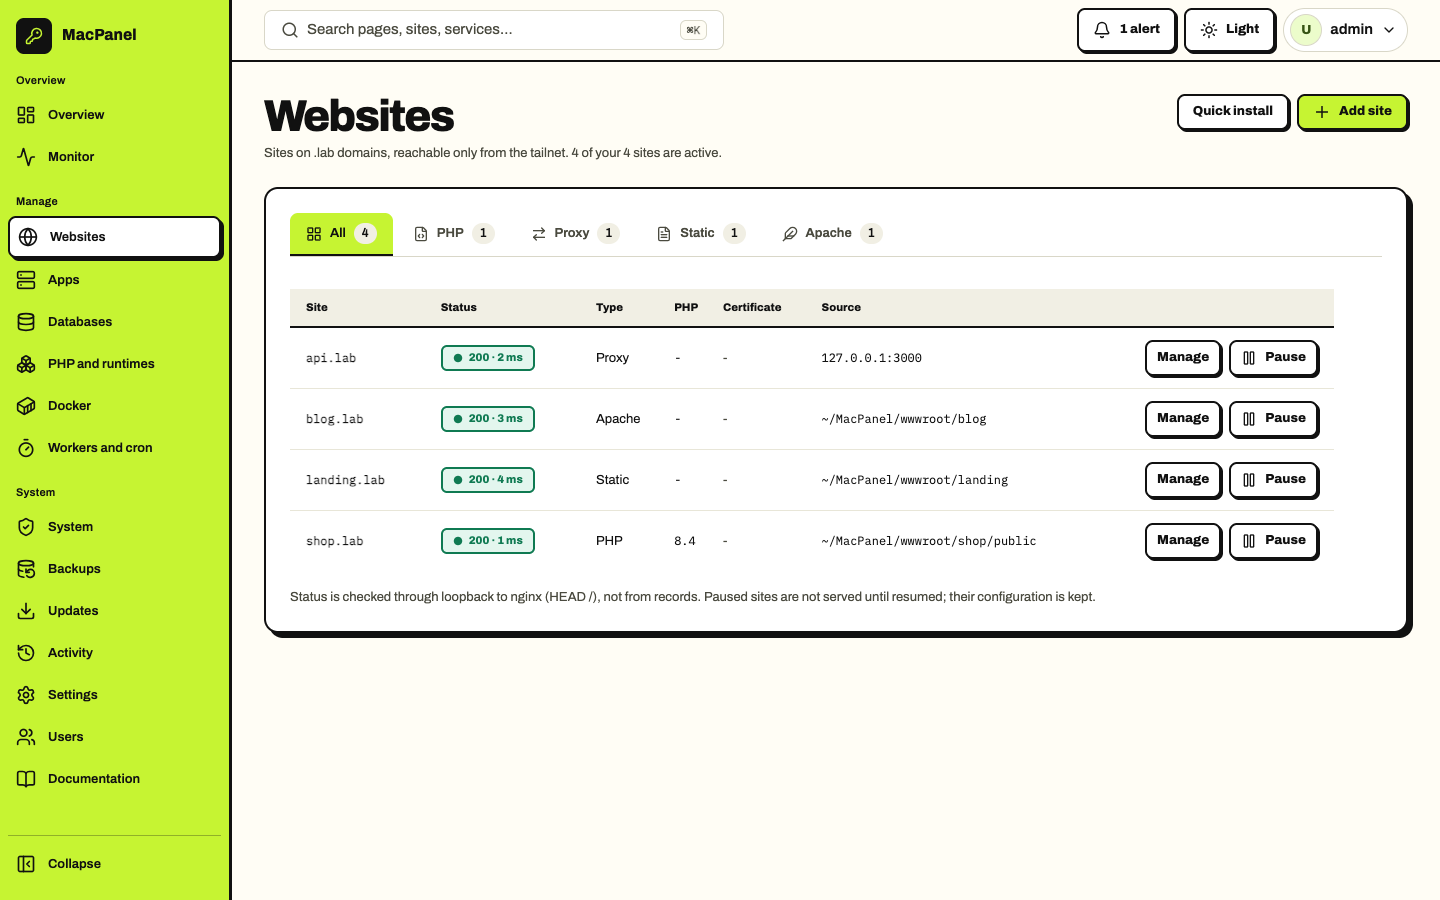 MacPanel
Search pages, sites, services...
⌘K
1 alert
Light
U
admin
Overview
Overview
Monitor
Manage
Websites
Apps
Databases
PHP and runtimes
Docker
Workers and cron
System
System
Backups
Updates
Activity
Settings
Users
Documentation
Collapse
Websites
Quick install
Add site
Sites on .lab domains, reachable only from the tailnet. 4 of your 4 sites are active.
All 4 PHP 1 Proxy 1 Static 1 Apache 1
Site Status Type PHP Certificate Source
api.lab 200 · 2 ms Proxy - - 127.0.0.1:3000 Manage Pause
blog.lab 200 · 3 ms Apache - - ~/MacPanel/wwwroot/blog Manage Pause
landing.lab 200 · 4 ms Static - - ~/MacPanel/wwwroot/landing Manage Pause
shop.lab 200 · 1 ms PHP 8.4 - ~/MacPanel/wwwroot/shop/public Manage Pause
Status is checked through loopback to nginx (HEAD /), not from records. Paused sites are not served until resumed; their configuration is kept.